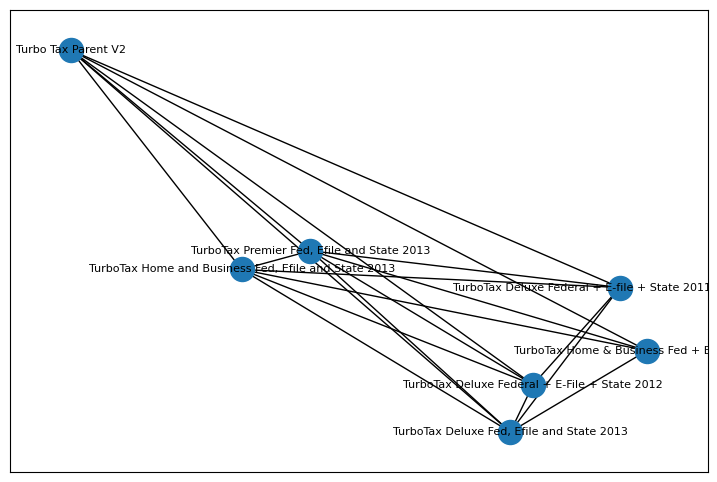 Turbo Tax Parent V2
TurboTax Premier Fed, Efile and State 2013
TurboTax Home and Business Fed, Efile and State 2013
TurboTax Deluxe Federal + E-file + State 2011
TurboTax Home & Business Fed + E
TurboTax Deluxe Federal + E-File + State 2012
TurboTax Deluxe Fed, Efile and State 2013